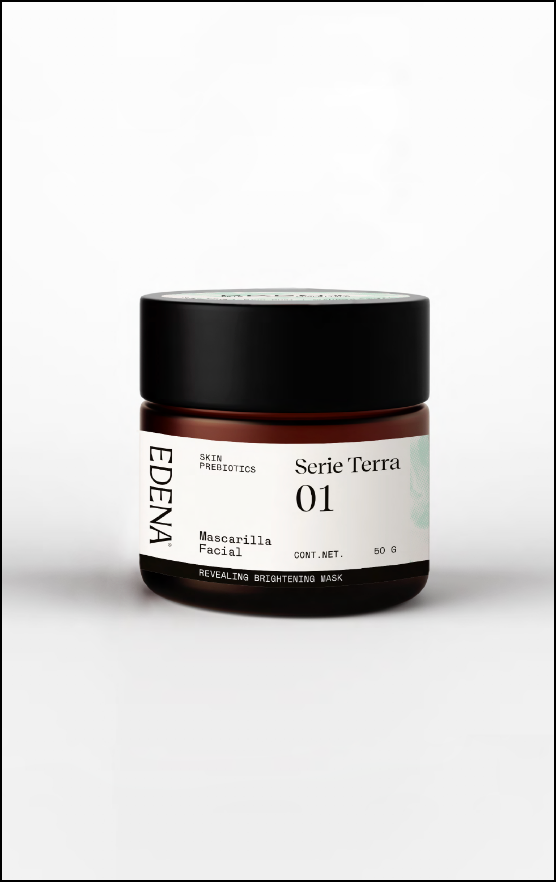 EDENA®
SKIN
PREBIOTICS
Serie Terra
01
Mascarilla
Facial
CONT.NET. 50 G
REVEALING BRIGHTENING MASK